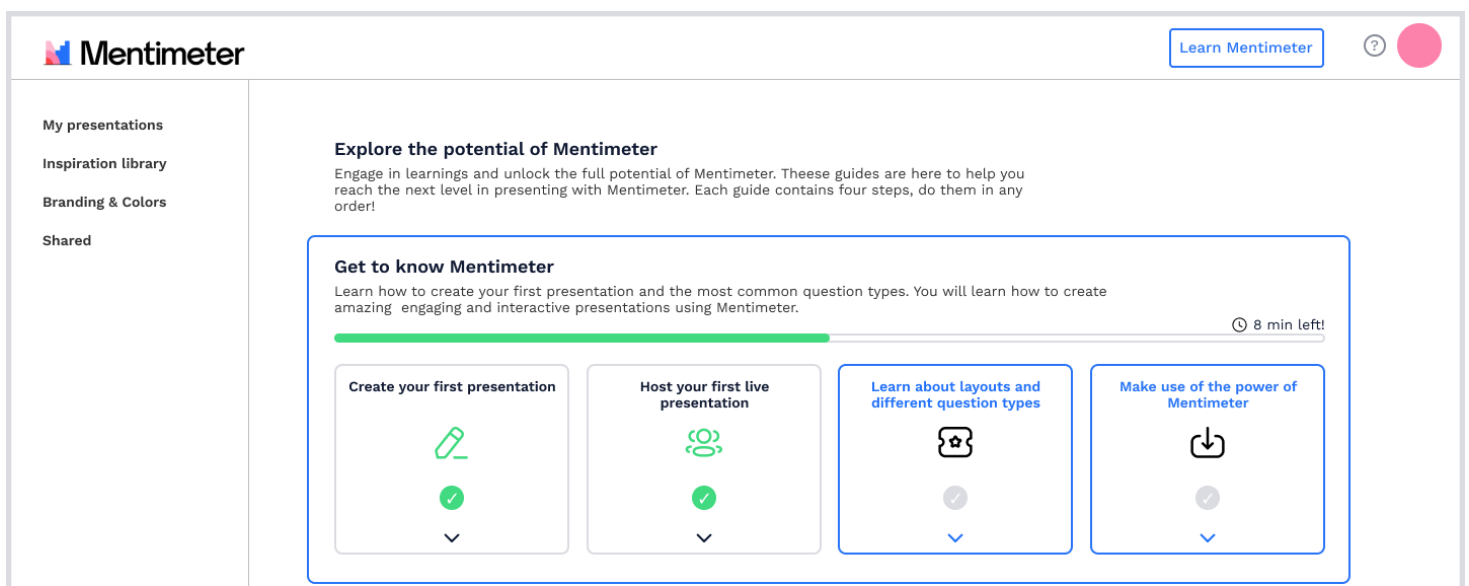 Mentimeter
Learn Mentimeter
?
My presentations
Inspiration library
Branding & Colors
Shared
Explore the potential of Mentimeter
Engage in learnings and unlock the full potential of Mentimeter. Theese guides are here to help you
reach the next level in presenting with Mentimeter. Each guide contains four steps, do them in any
order!
Get to know Mentimeter
Learn how to create your first presentation and the most common question types. You will learn how to create
amazing  engaging and interactive presentations using Mentimeter.
8 min left!
Create your first presentation
Host your first live
presentation
Learn about layouts and
different question types
Make use of the power of
Mentimeter